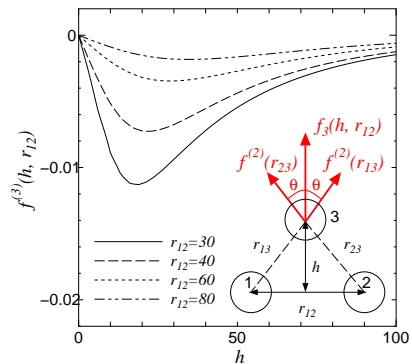 0
−0.01
−0.02
f⁽³⁾(h, r₁₂)
f₃(h, r₁₂)
f⁽²⁾(r₂₃)
f⁽²⁾(r₁₃)
θ θ
3
r₁₂=30
r₁₂=40
r₁₂=60
r₁₂=80
r₁₃
r₂₃
h
1
2
r₁₂
0 50 100
h